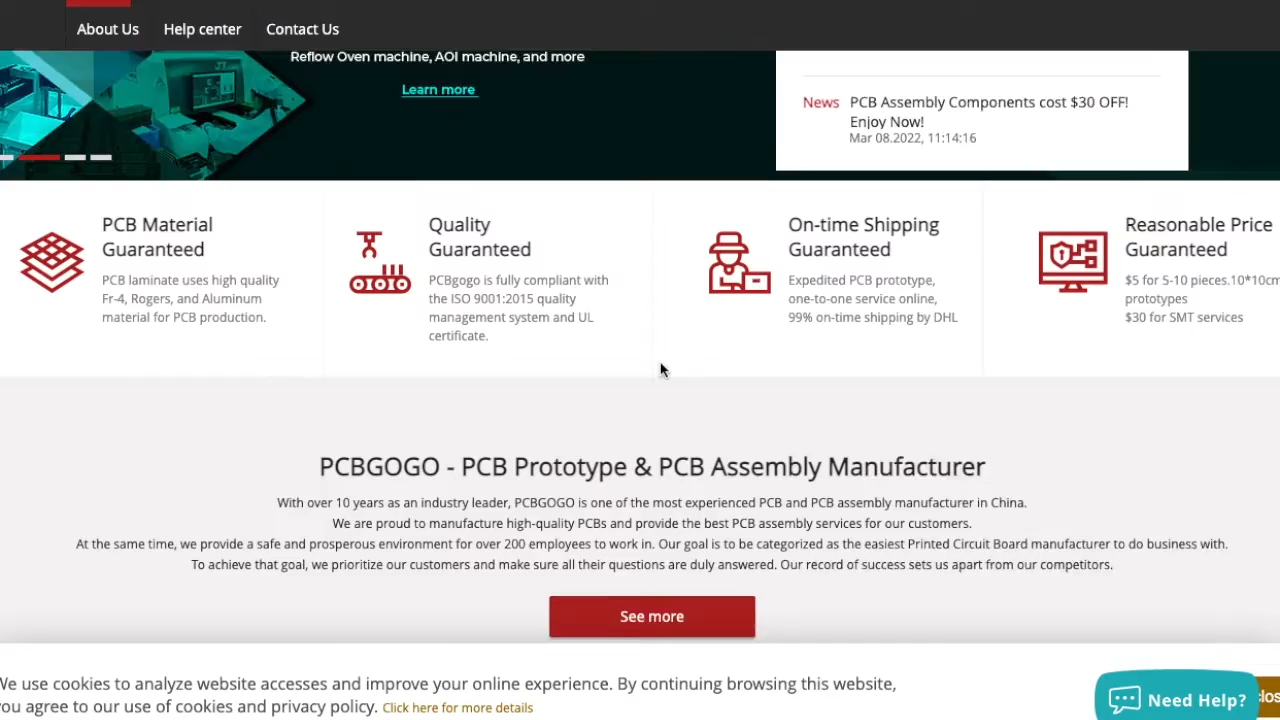 About Us Help center Contact Us
Reflow Oven machine, AOI machine, and more
Learn more
News PCB Assembly Components cost $30 OFF!
Enjoy Now!
Mar 08.2022, 11:14:16
PCB Material
Guaranteed
PCB laminate uses high quality
Fr-4, Rogers, and Aluminum
material for PCB production.
Quality
Guaranteed
PCBgogo is fully compliant with
the ISO 9001:2015 quality
management system and UL
certificate.
On-time Shipping
Guaranteed
Expedited PCB prototype,
one-to-one service online,
99% on-time shipping by DHL
Reasonable Price
Guaranteed
$5 for 5-10 pieces.10*10cm
prototypes
$30 for SMT services
PCBGOGO - PCB Prototype & PCB Assembly Manufacturer
With over 10 years as an industry leader, PCBGOGO is one of the most experienced PCB and PCB assembly manufacturer in China.
We are proud to manufacture high-quality PCBs and provide the best PCB assembly services for our customers.
At the same time, we provide a safe and prosperous environment for over 200 employees to work in. Our goal is to be categorized as the easiest Printed Circuit Board manufacturer to do business with.
To achieve that goal, we prioritize our customers and make sure all their questions are duly answered. Our record of success sets us apart from our competitors.
See more
We use cookies to analyze website accesses and improve your online experience. By continuing browsing this website,
you agree to our use of cookies and privacy policy. Click here for more details
Need Help?